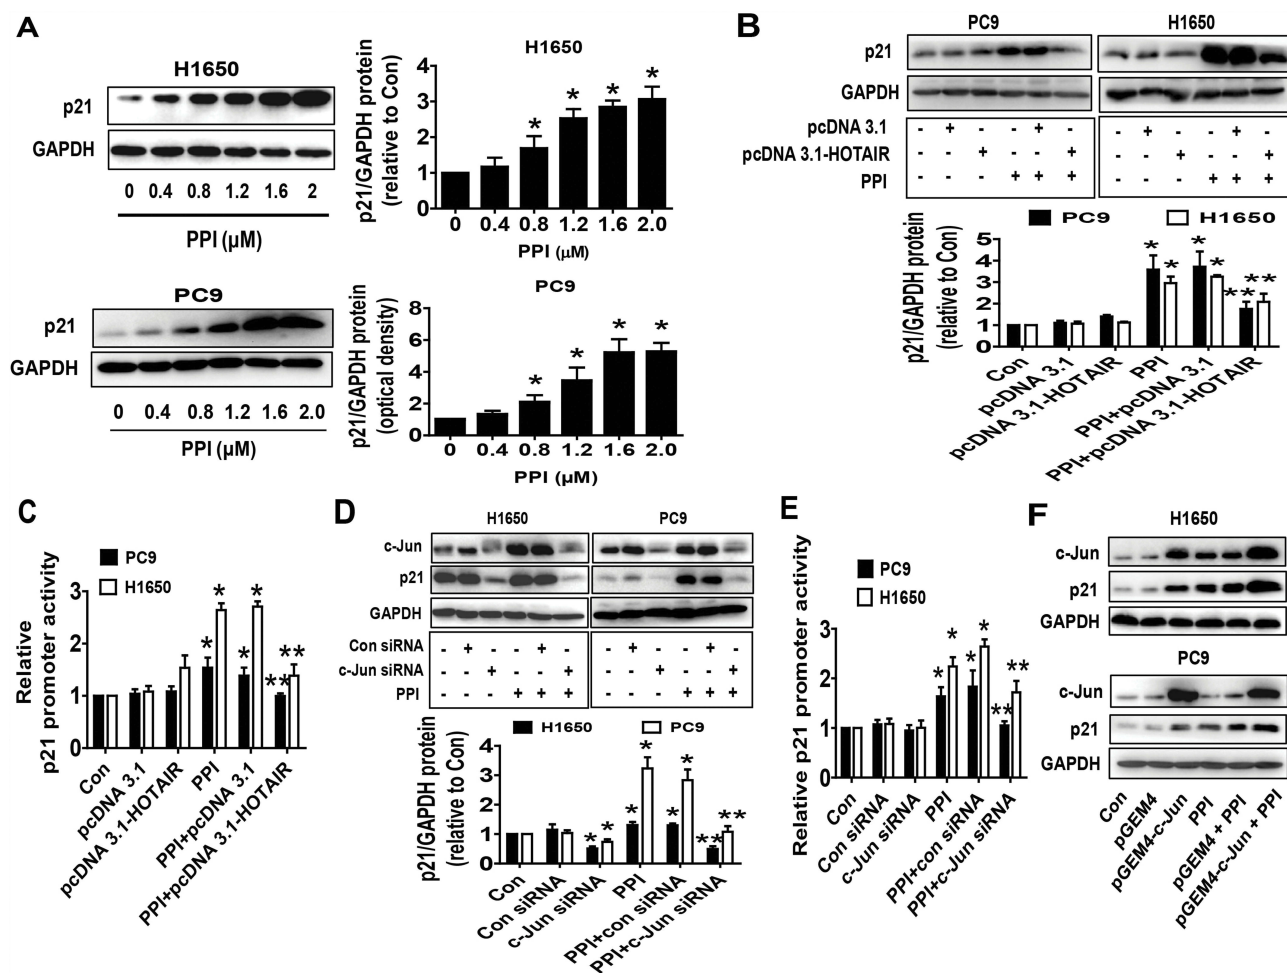 A
H1650
p21
GAPDH
0 0.4 0.8 1.2 1.6 2
PPI (µM)
H1650
p21/GAPDH protein
(relative to Con)
4
3
2
1
0
* * * *
0 0.4 0.8 1.2 1.6 2.0
PPI (µM)
PC9
p21
GAPDH
0 0.4 0.8 1.2 1.6 2.0
PPI (µM)
PC9
p21/GAPDH protein
(optical density)
8
6
4
2
0
* * * *
0 0.4 0.8 1.2 1.6 2.0
PPI (µM)
B
PC9 H1650
p21
GAPDH
pcDNA 3.1 - + - - + - - + - - + -
pcDNA 3.1-HOTAIR - - + - - + - - + - - +
PPI - - - + + + - - - + + +
PC9 H1650
p21/GAPDH protein
(relative to Con)
5
4
3
2
1
0
* * * * ** **
Con
pcDNA 3.1
pcDNA 3.1-HOTAIR
PPI
PPI+pcDNA 3.1
PPI+pcDNA 3.1-HOTAIR
C
PC9
H1650
Relative
p21 promoter activity
3
2
1
0
* * * * ** **
Con
pcDNA 3.1
pcDNA 3.1-HOTAIR
PPI
PPI+pcDNA 3.1
PPI+pcDNA 3.1-HOTAIR
D
H1650 PC9
c-Jun
p21
GAPDH
Con siRNA - + - - + - - + - - + -
c-Jun siRNA - - + - - + - - + - - +
PPI - - - + + + - - - + + +
H1650 PC9
p21/GAPDH protein
(relative to Con)
4
3
2
1
0
* * * * * * ** **
Con
Con siRNA
c-Jun siRNA
PPI
PPI+con siRNA
PPI+c-Jun siRNA
E
PC9
H1650
Relative p21 promoter activity
3
2
1
0
* * * * ** **
Con
Con siRNA
c-Jun siRNA
PPI
PPI+con siRNA
PPI+c-Jun siRNA
F
H1650
c-Jun
p21
GAPDH
PC9
c-Jun
p21
GAPDH
Con
pGEM4
pGEM4-c-Jun
PPI
pGEM4 + PPI
pGEM4-c-Jun + PPI